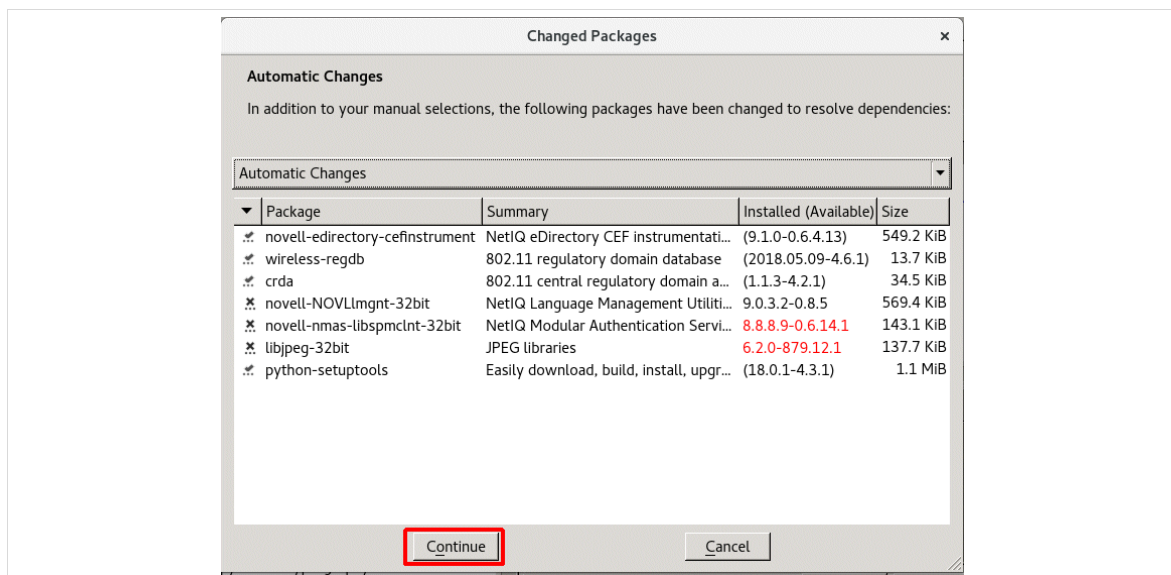 Changed Packages
Automatic Changes
In addition to your manual selections, the following packages have been changed to resolve dependencies:
Automatic Changes
Package Summary Installed (Available) Size
novell-edirectory-cefinstrument NetIQ eDirectory CEF instrumentati... (9.1.0-0.6.4.13) 549.2 KiB
wireless-regdb 802.11 regulatory domain database (2018.05.09-4.6.1) 13.7 KiB
crda 802.11 central regulatory domain a... (1.1.3-4.2.1) 34.5 KiB
novell-NOVLlmgnt-32bit NetIQ Language Management Utiliti... 9.0.3.2-0.8.5 569.4 KiB
novell-nmas-libspmclnt-32bit NetIQ Modular Authentication Servi... 8.8.8.9-0.6.14.1 143.1 KiB
libjpeg-32bit JPEG libraries 6.2.0-879.12.1 137.7 KiB
python-setuptools Easily download, build, install, upgr... (18.0.1-4.3.1) 1.1 MiB
Continue Cancel